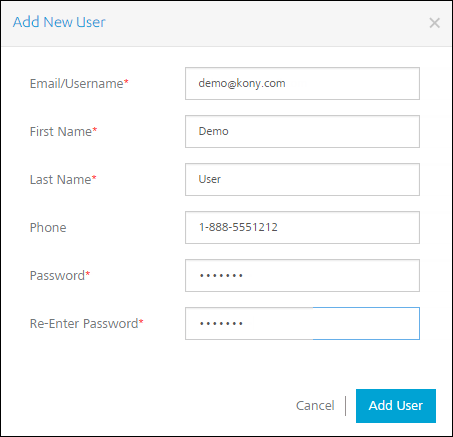 Add New User ×
Email/Username* demo@kony.com
First Name* Demo
Last Name* User
Phone 1-888-5551212
Password* •••••••
Re-Enter Password* •••••••
Cancel Add User